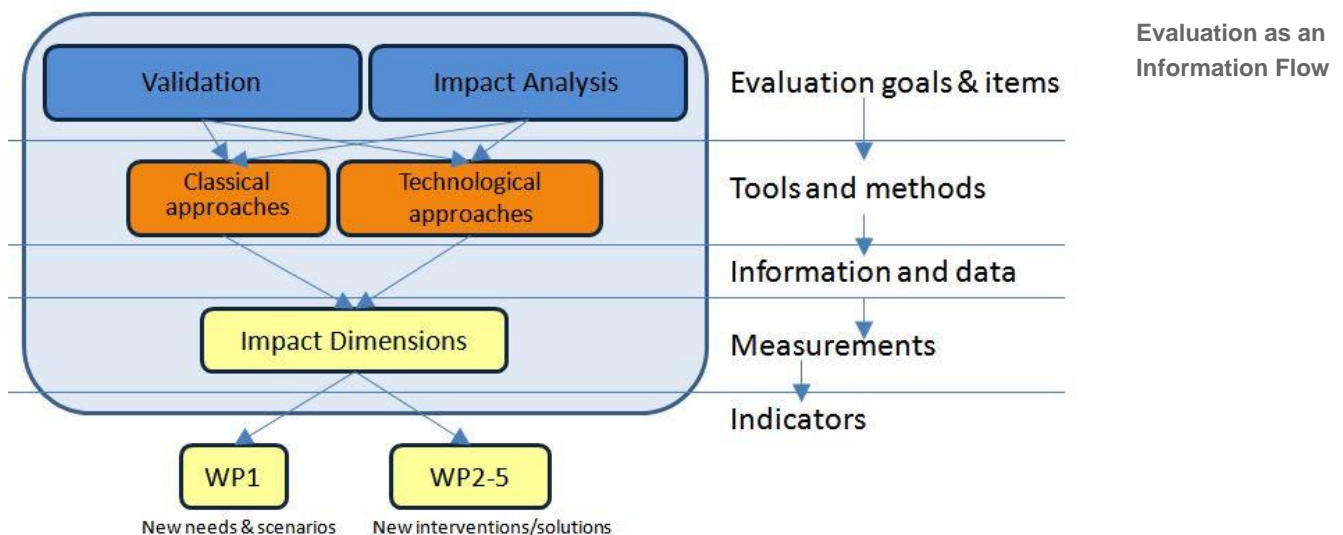 Evaluation as an
Information Flow
Validation
Impact Analysis
Evaluation goals & items
Classical
approaches
Technological
approaches
Tools and methods
Information and data
Impact Dimensions
Measurements
Indicators
WP1
WP2-5
New needs & scenarios
New interventions/solutions